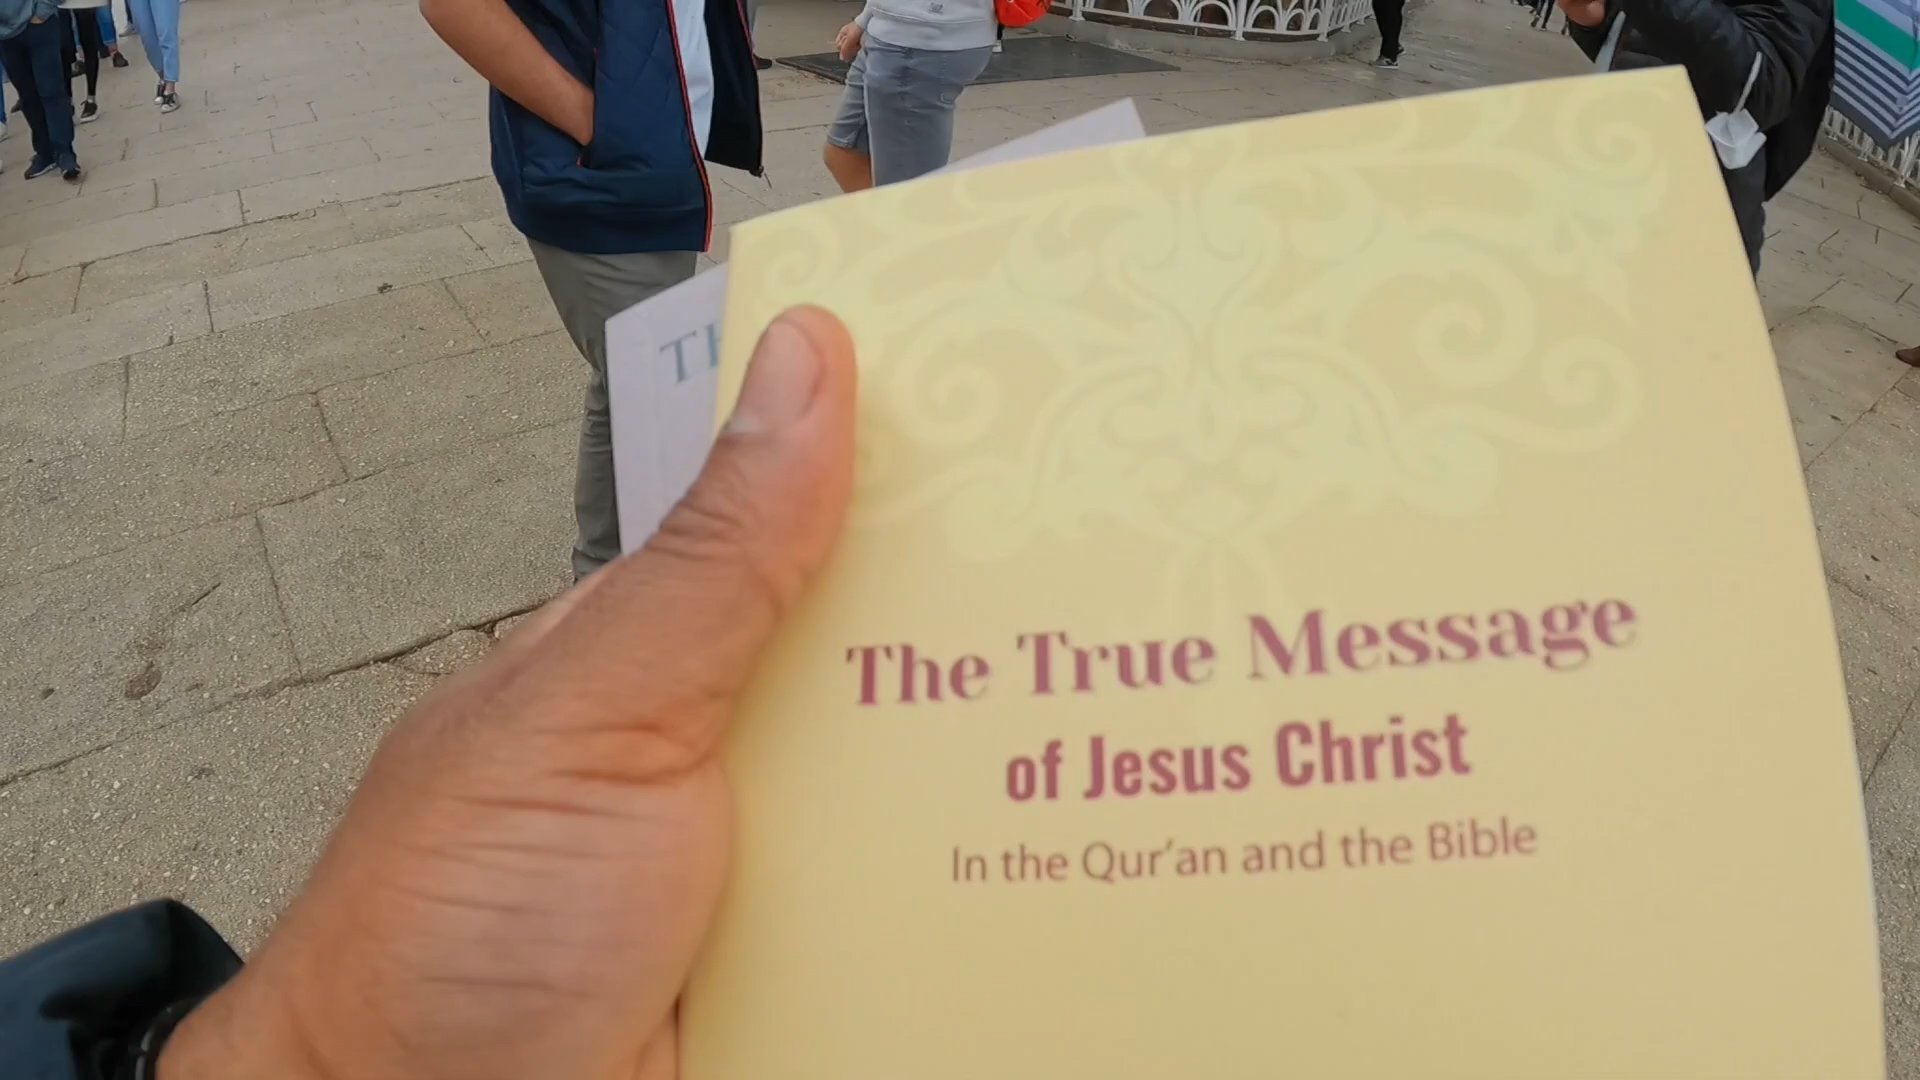 The True Message
of Jesus Christ
In the Qur'an and the Bible